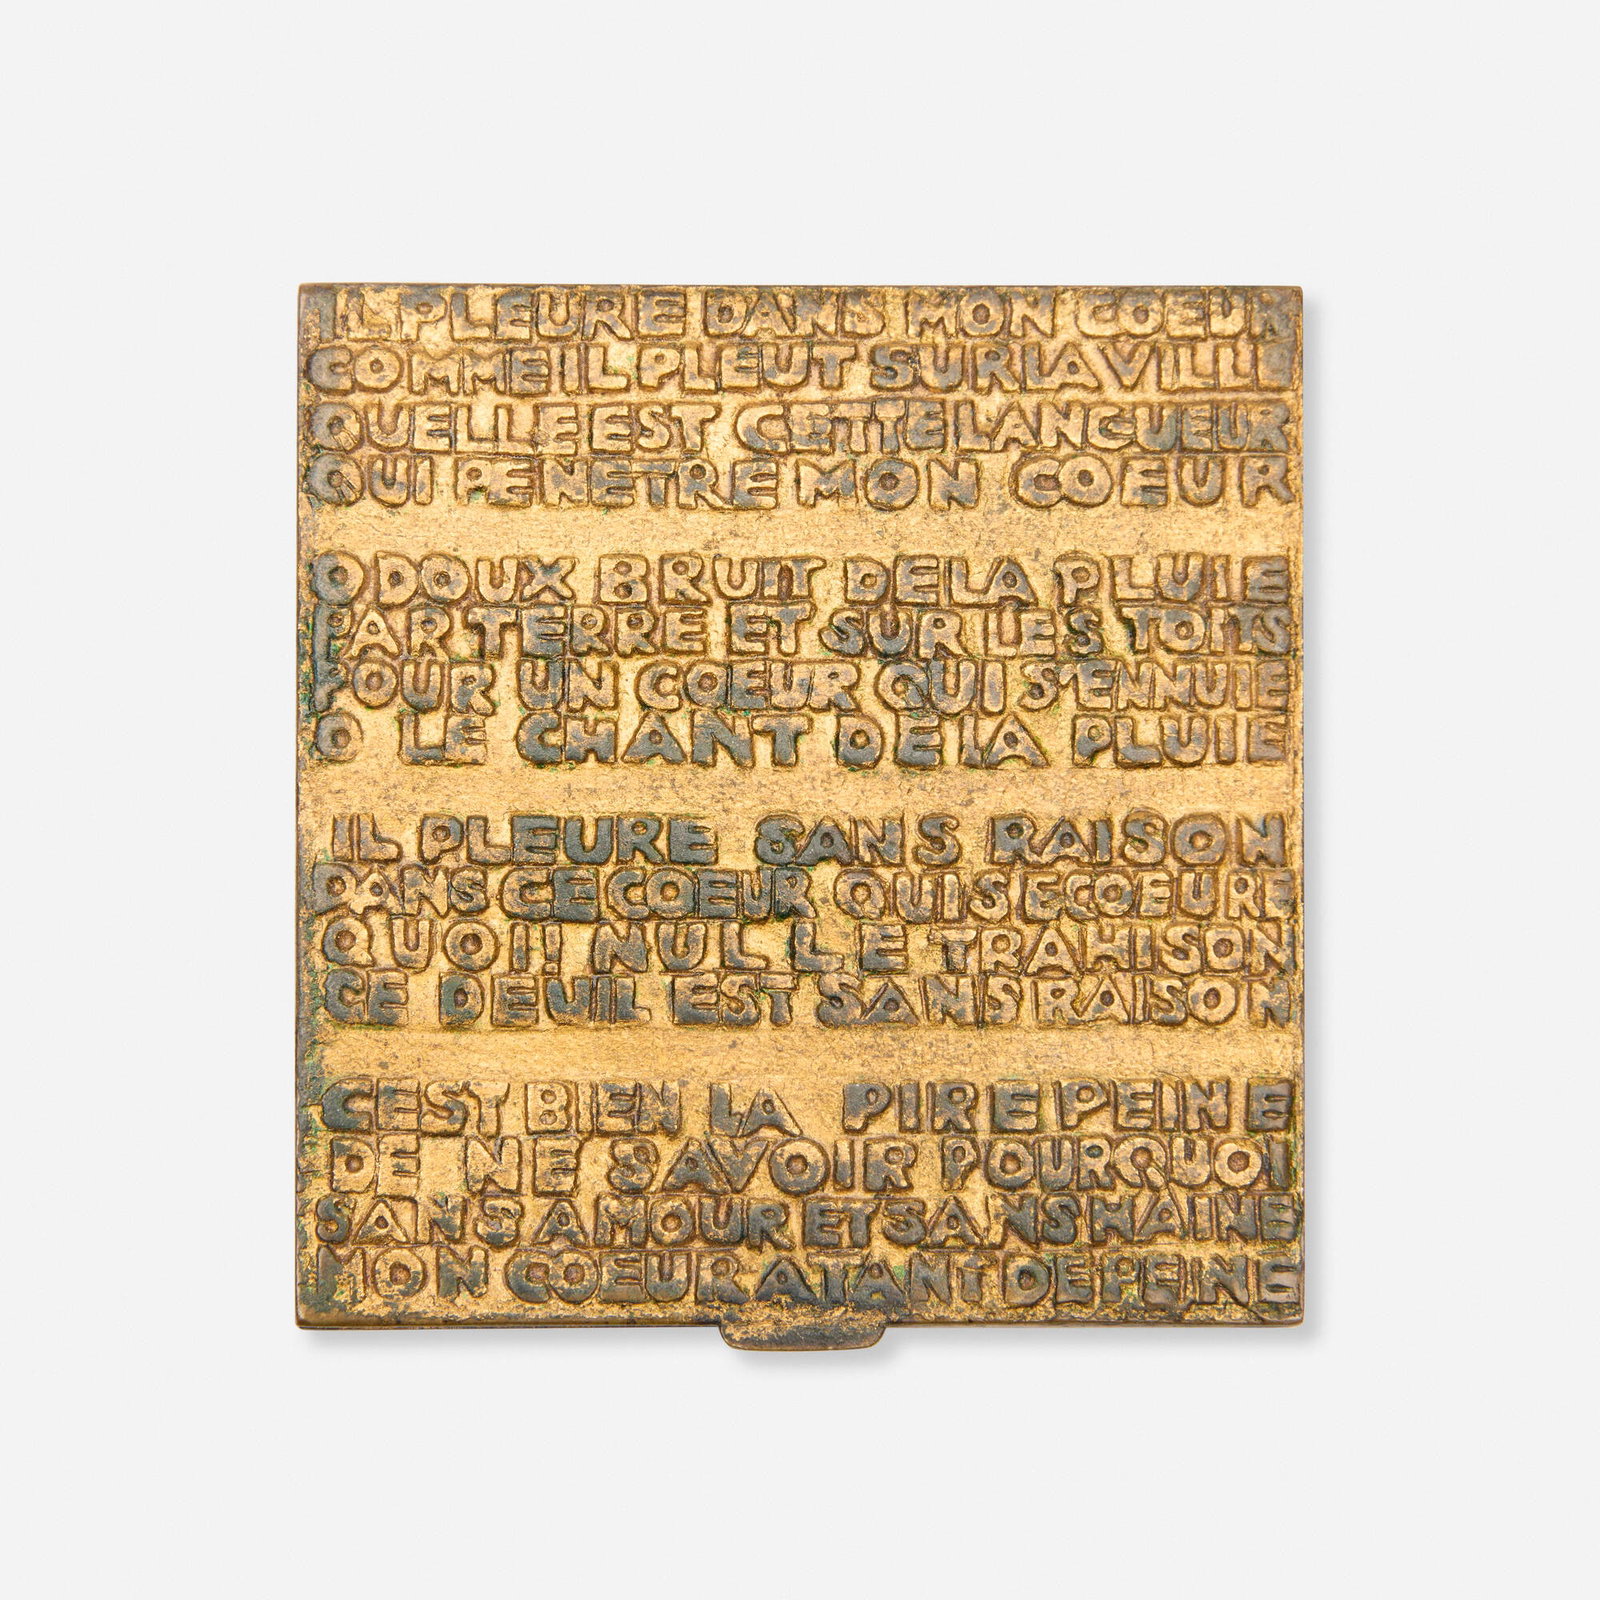 IL PLEURE DANS MON COEUR
COMME IL PLEUT SUR LA VILLE
QUELLE EST CETTE LANGUEUR
QUI PENETRE MON COEUR
O DOUX BRUIT DE LA PLUIE
PAR TERRE ET SUR LES TOITS
POUR UN COEUR QUI S'ENNUIE
O LE CHANT DE LA PLUIE
IL PLEURE SANS RAISON
DANS CE COEUR QUI SECOEURE
QUOI! NULLE TRAHISON
CE DEUIL EST SANS RAISON
CEST BIEN LA PIRE PEINE
DE NE SAVOIR POURQUOI
SANS AMOUR ET SANS HAINE
MON COEUR A TANT DE PEINE